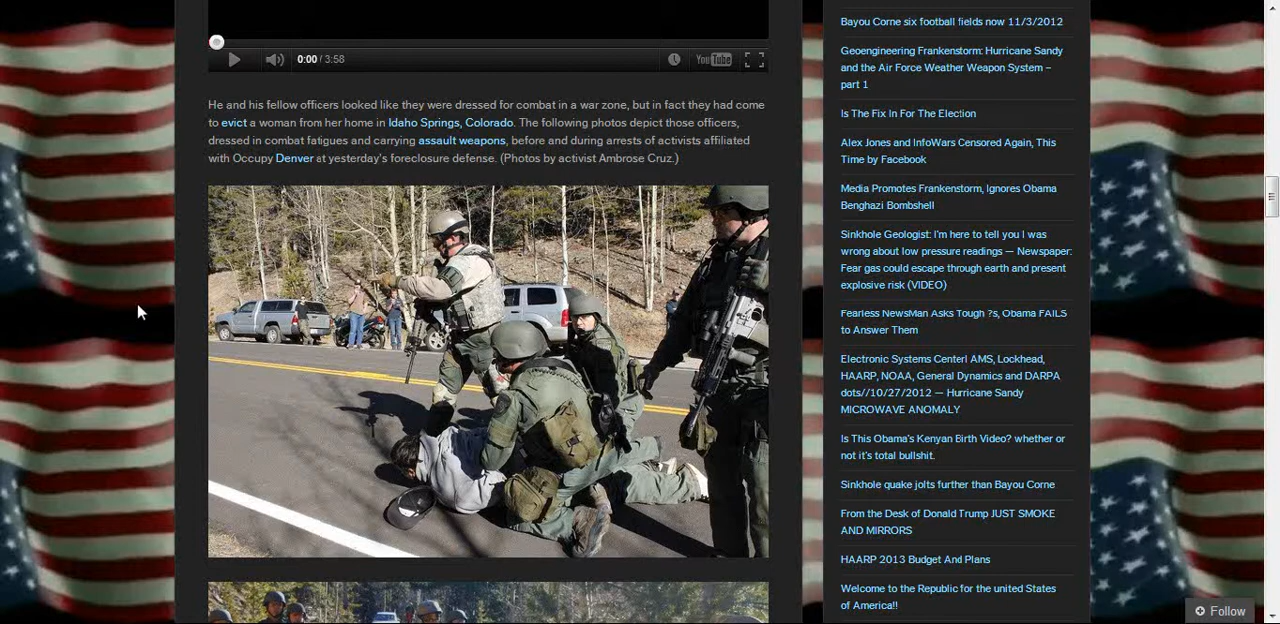 0:00 / 3:58
YouTube
He and his fellow officers looked like they were dressed for combat in a war zone, but in fact they had come
to evict a woman from her home in Idaho Springs, Colorado. The following photos depict those officers,
dressed in combat fatigues and carrying assault weapons, before and during arrests of activists affiliated
with Occupy Denver at yesterday's foreclosure defense. (Photos by activist Ambrose Cruz.)
Bayou Corne six football fields now 11/3/2012
Geoengineering Frankenstorm: Hurricane Sandy
and the Air Force Weather Weapon System –
part 1
Is The Fix In For The Election
Alex Jones and InfoWars Censored Again, This
Time by Facebook
Media Promotes Frankenstorm, Ignores Obama
Benghazi Bombshell
Sinkhole Geologist: I'm here to tell you I was
wrong about low pressure readings — Newspaper:
Fear gas could escape through earth and present
explosive risk (VIDEO)
Fearless NewsMan Asks Tough ?s, Obama FAILS
to Answer Them
Electronic Systems Center! AMS, Lockhead,
HAARP, NOAA, General Dynamics and DARPA
dots//10/27/2012 — Hurricane Sandy
MICROWAVE ANOMALY
Is This Obama's Kenyan Birth Video? whether or
not it's total bullshit.
Sinkhole quake jolts further than Bayou Corne
From the Desk of Donald Trump JUST SMOKE
AND MIRRORS
HAARP 2013 Budget And Plans
Welcome to the Republic for the united States
of America!!
Follow